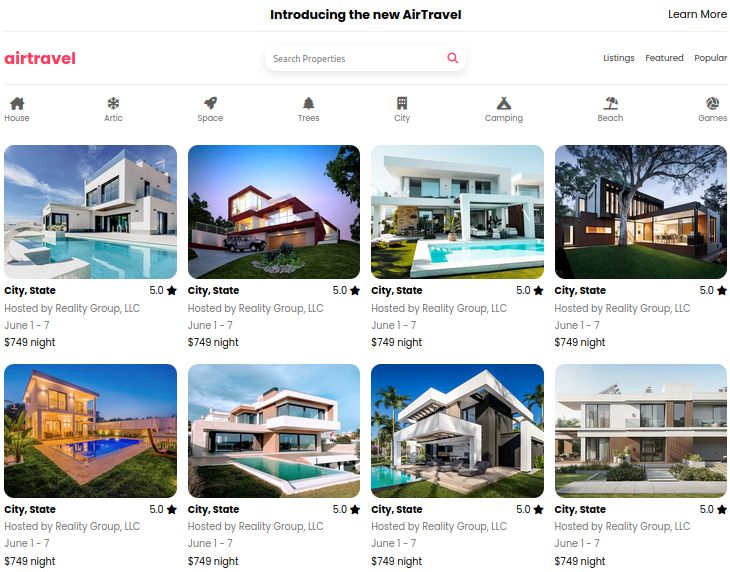 Introducing the new AirTravel
Learn More
airtravel
Search Properties
Listings Featured Popular
House Artic Space Trees City Camping Beach Games
City, State 5.0 City, State 5.0 City, State 5.0 City, State 5.0
Hosted by Reality Group, LLC Hosted by Reality Group, LLC Hosted by Reality Group, LLC Hosted by Reality Group, LLC
June 1 - 7 June 1 - 7 June 1 - 7 June 1 - 7
$749 night $749 night $749 night $749 night
City, State 5.0 City, State 5.0 City, State 5.0 City, State 5.0
Hosted by Reality Group, LLC Hosted by Reality Group, LLC Hosted by Reality Group, LLC Hosted by Reality Group, LLC
June 1 - 7 June 1 - 7 June 1 - 7 June 1 - 7
$749 night $749 night $749 night $749 night